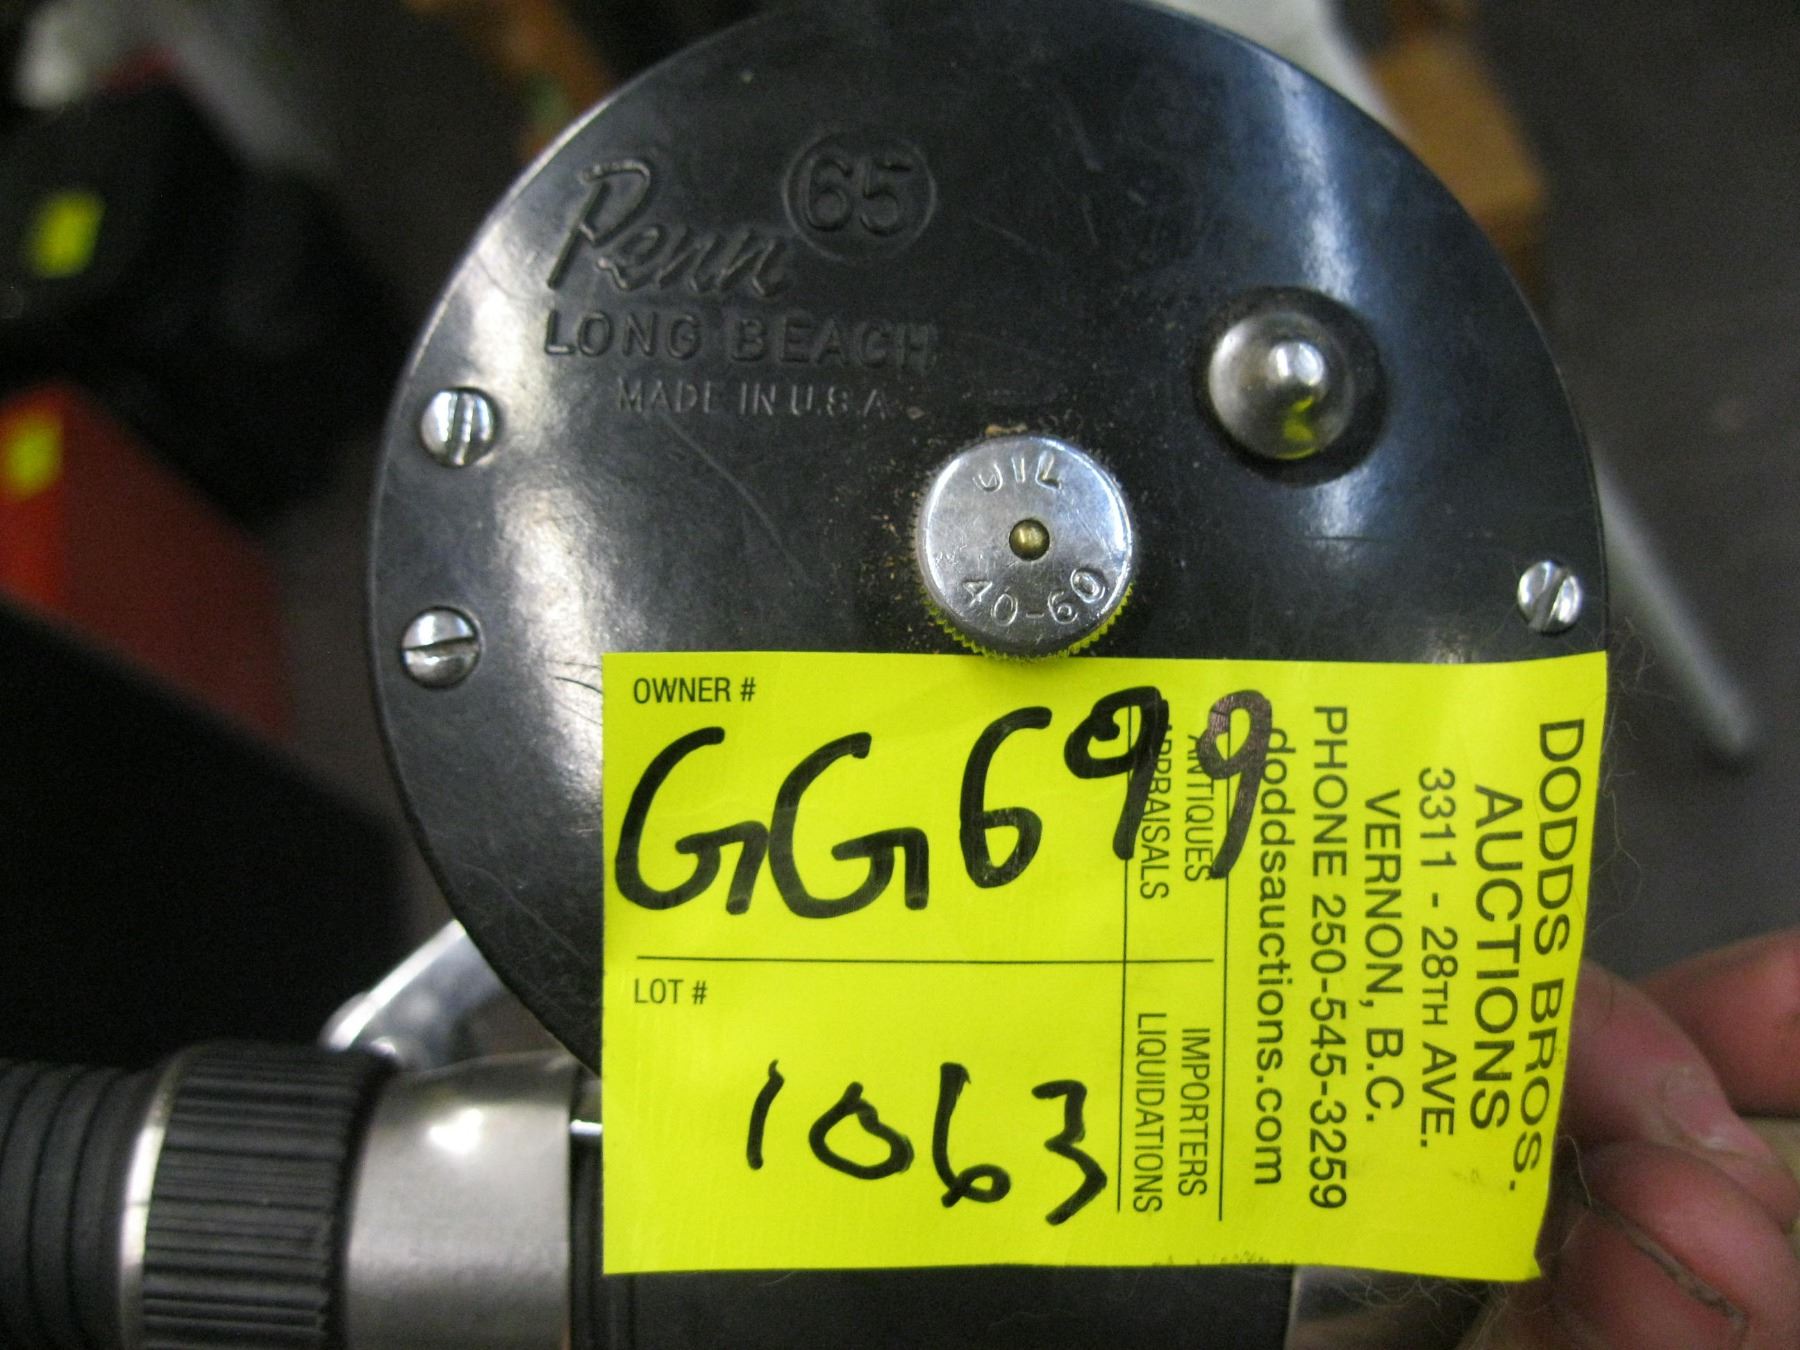 Penn 65
LONG BEACH
MADE IN U.S.A.
OIL
40-60
OWNER #
GG699
LOT #
1063
DODDS BROS.
AUCTIONS
3311 - 28TH AVE.
VERNON, B.C.
PHONE 250-545-3259
doddsauctions.com
ANTIQUES IMPORTERS
APPRAISALS LIQUIDATIONS